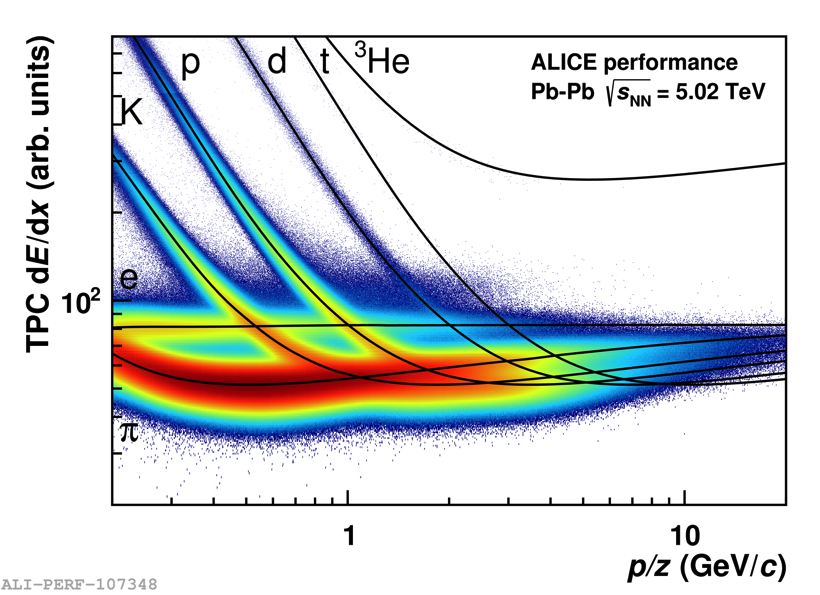 TPC dE/dx (arb. units)
p d t ³He
K
e
π
10²
ALICE performance
Pb-Pb √sNN = 5.02 TeV
1 10
p/z (GeV/c)
ALI−PERF−107348